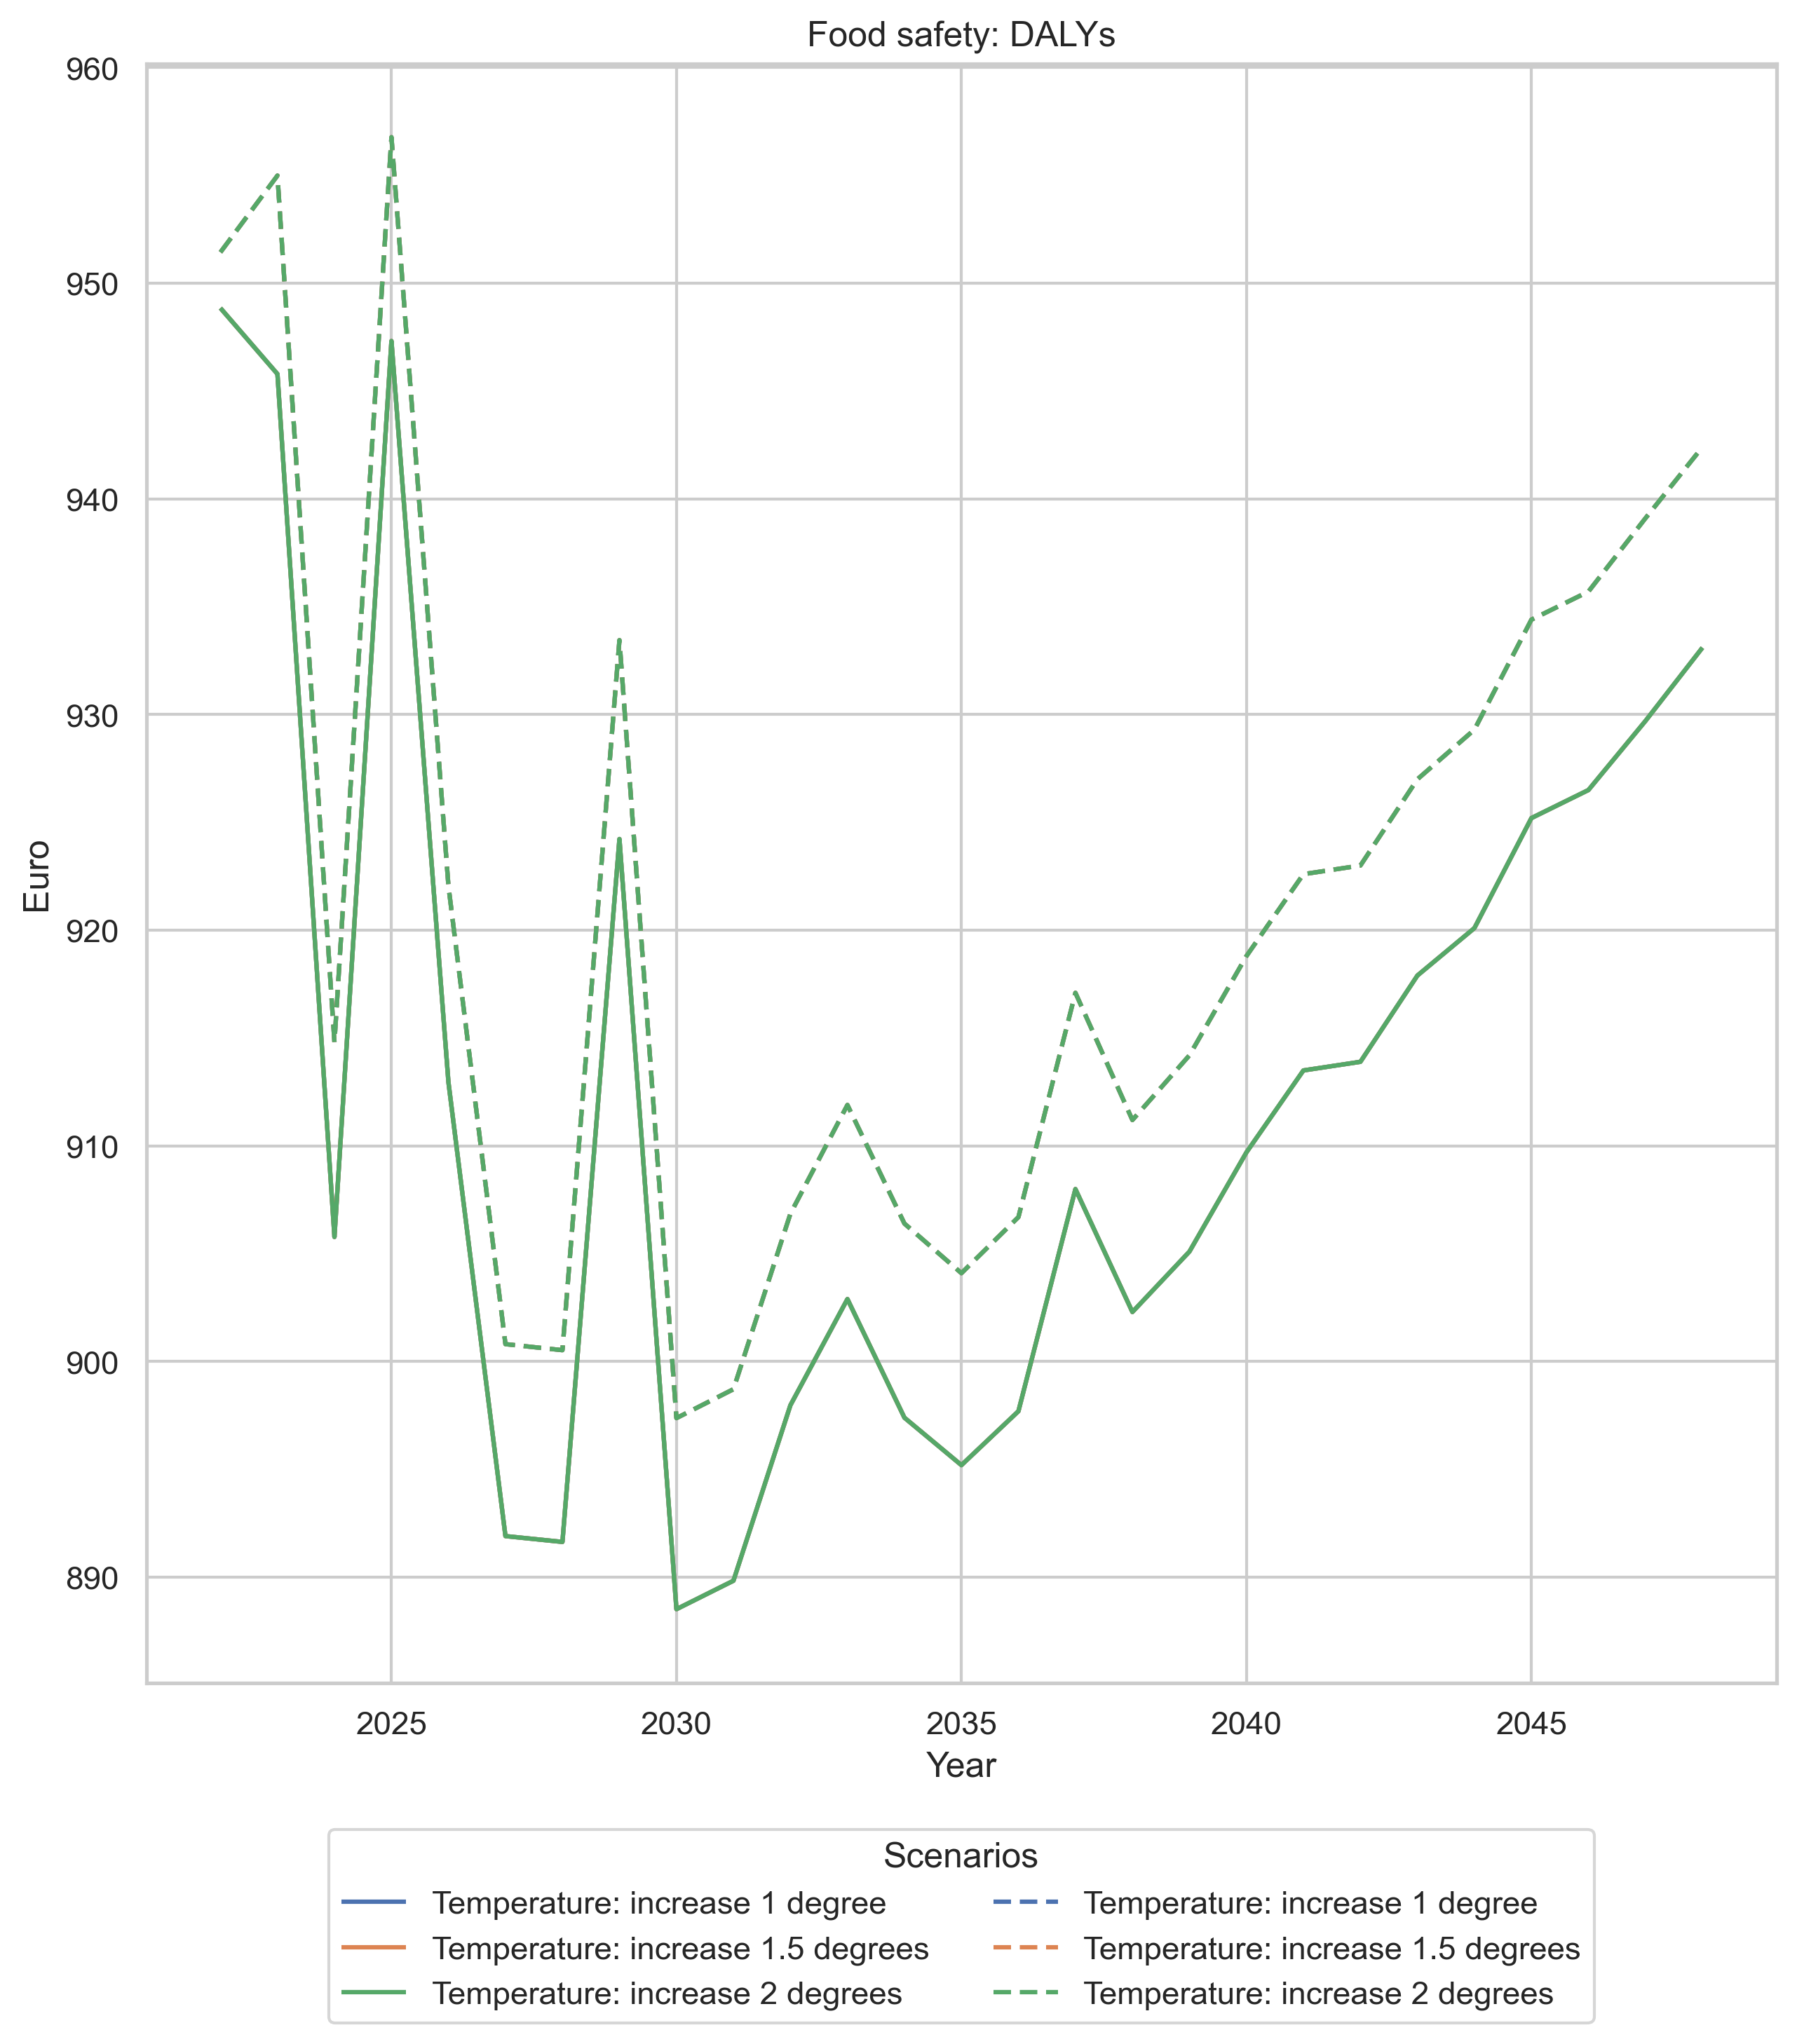 Food safety: DALYs
960
950
940
930
920
910
900
890
Euro
2025 2030 2035 2040 2045
Year
Scenarios
Temperature: increase 1 degree Temperature: increase 1 degree
Temperature: increase 1.5 degrees Temperature: increase 1.5 degrees
Temperature: increase 2 degrees Temperature: increase 2 degrees